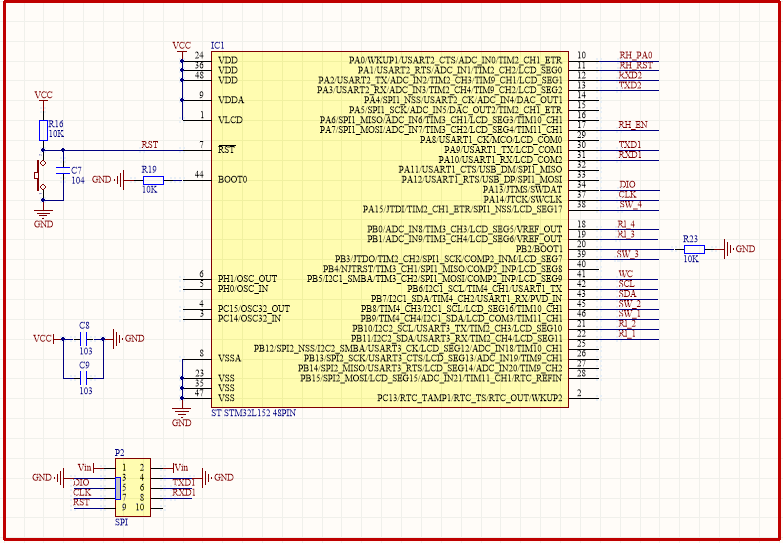 VCC IC1
24 VDD PA0/WKUP1/USART2_CTS/ADC_IN0/TIM2_CH1_ETR 10 RH_PA0
36 VDD PA1/USART2_RTS/ADC_IN1/TIM2_CH2/LCD_SEG0 11 RH_RST
48 VDD PA2/USART2_TX/ADC_IN2/TIM2_CH3/TIM9_CH1/LCD_SEG1 12 RXD2
PA3/USART2_RX/ADC_IN3/TIM2_CH4/TIM9_CH2/LCD_SEG2 13 TXD2
9 VDDA PA4/SPI1_NSS/USART2_CK/ADC_IN4/DAC_OUT1 14
PA5/SPI1_SCK/ADC_IN5/DAC_OUT2/TIM2_CH1_ETR 15
1 VLCD PA6/SPI1_MISO/ADC_IN6/TIM3_CH1/LCD_SEG3/TIM10_CH1 16
PA7/SPI1_MOSI/ADC_IN7/TIM3_CH2/LCD_SEG4/TIM11_CH1 17 RH_EN
PA8/USART1_CK/MCO/LCD_COM0 29
VCC
R16
10K
RST 7 RST PA9/USART1_TX/LCD_COM1 30 TXD1
PA10/USART1_RX/LCD_COM2 31 RXD1
PA11/USART1_CTS/USB_DM/SPI1_MISO 32
C7
104
GND R19
10K
44 BOOT0 PA12/USART1_RTS/USB_DP/SPI1_MOSI 33
PA13/JTMS/SWDAT 34 DIO
PA14/JTCK/SWCLK 37 CLK
PA15/JTDI/TIM2_CH1_ETR/SPI1_NSS/LCD_SEG17 38 SW_4
GND
PB0/ADC_IN8/TIM3_CH3/LCD_SEG5/VREF_OUT 18 R1_4
PB1/ADC_IN9/TIM3_CH4/LCD_SEG6/VREF_OUT 19 R1_3
PB2/BOOT1 20 R23
10K
GND
PB3/JTDO/TIM2_CH2/SPI1_SCK/COMP2_INM/LCD_SEG7 39 SW_3
PB4/NJTRST/TIM3_CH1/SPI1_MISO/COMP2_INP/LCD_SEG8 40
6 PH1/OSC_OUT PB5/I2C1_SMBA/TIM3_CH2/SPI1_MOSI/COMP2_INP/LCD_SEG9 41 WC
5 PH0/OSC_IN PB6/I2C1_SCL/TIM4_CH1/USART1_TX 42 SCL
PB7/I2C1_SDA/TIM4_CH2/USART1_RX/PVD_IN 43 SDA
4 PC15/OSC32_OUT PB8/TIM4_CH3/I2C1_SCL/LCD_SEG16/TIM10_CH1 45 SW_2
3 PC14/OSC32_IN PB9/TIM4_CH4/I2C1_SDA/LCD_COM3/TIM11_CH1 46 SW_1
PB10/I2C2_SCL/USART3_TX/TIM2_CH3/LCD_SEG10 21 R1_2
PB11/I2C2_SDA/USART3_RX/TIM2_CH4/LCD_SEG11 22 R1_1
PB12/SPI2_NSS/I2C2_SMBA/USART3_CK/LCD_SEG12/ADC_IN18/TIM10_CH1 25
VCC C8
103
GND
C9
103
8 VSSA PB13/SPI2_SCK/USART3_CTS/LCD_SEG13/ADC_IN19/TIM9_CH1 26
PB14/SPI2_MISO/USART3_RTS/LCD_SEG14/ADC_IN20/TIM9_CH2 27
23 VSS PB15/SPI2_MOSI/LCD_SEG15/ADC_IN21/TIM11_CH1/RTC_REFIN 28
35 VSS
47 VSS PC13/RTC_TAMP1/RTC_TS/RTC_OUT/WKUP2 2
GND
ST STM32L152 48PIN
P2
Vin 1 2 Vin
GND 3 4 GND
DIO 5 6 TXD1
CLK 7 8 RXD1
RST 9 10
SPI